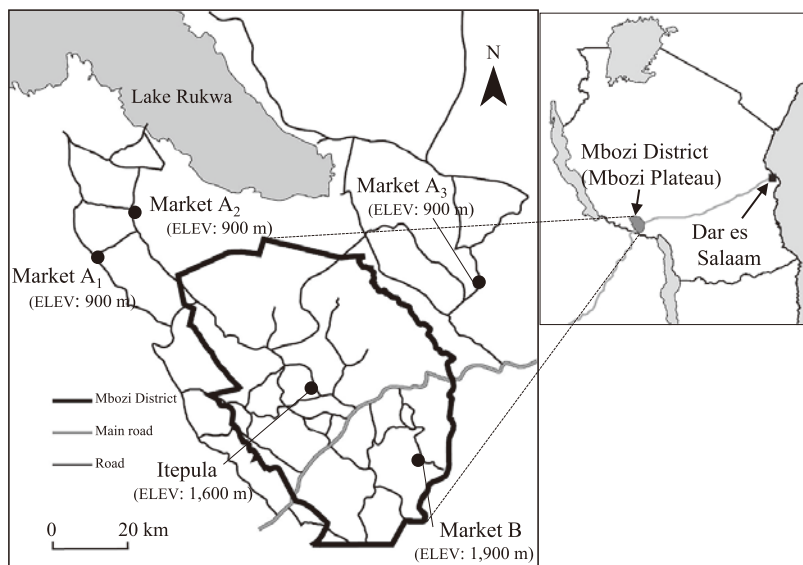 Lake Rukwa
N
Market A₃
(ELEV: 900 m)
Market A₂
(ELEV: 900 m)
Market A₁
(ELEV: 900 m)
Mbozi District
Main road
Road
Itepula
(ELEV: 1,600 m)
0 20 km
Market B
(ELEV: 1,900 m)
Mbozi District
(Mbozi Plateau)
Dar es
Salaam